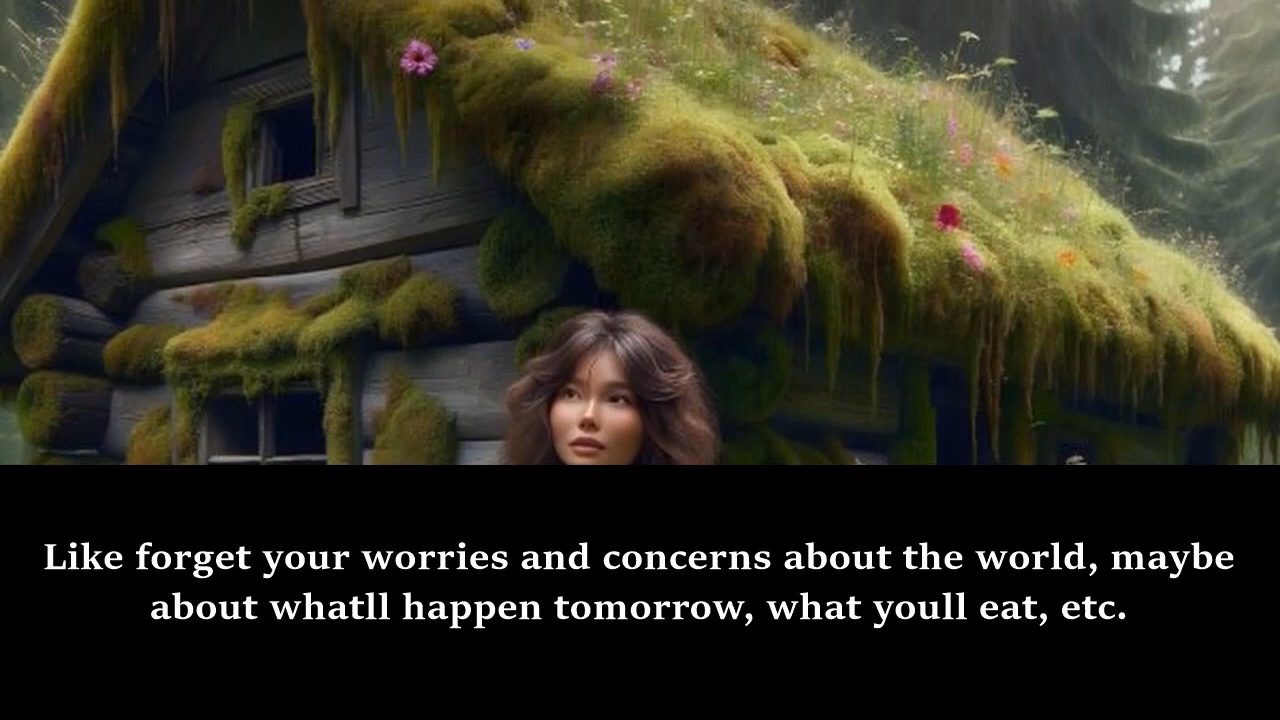 Like forget your worries and concerns about the world, maybe
about whatll happen tomorrow, what youll eat, etc.